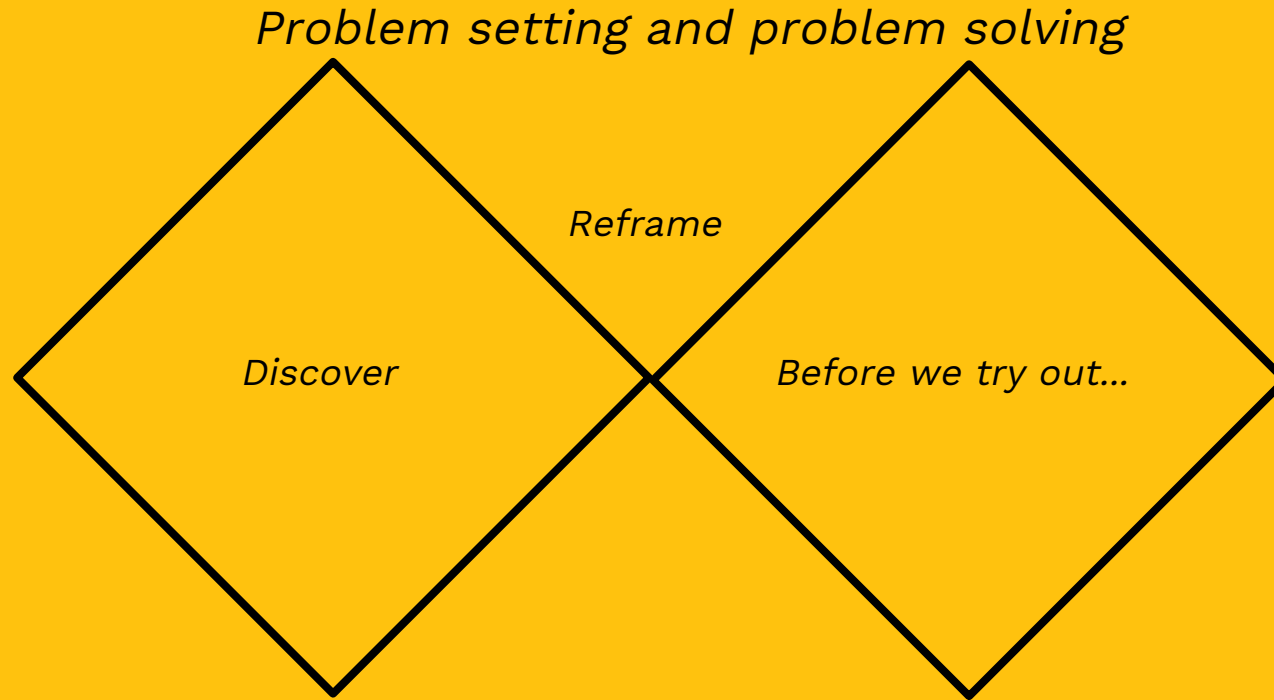 Problem setting and problem solving
Reframe
Discover
Before we try out...